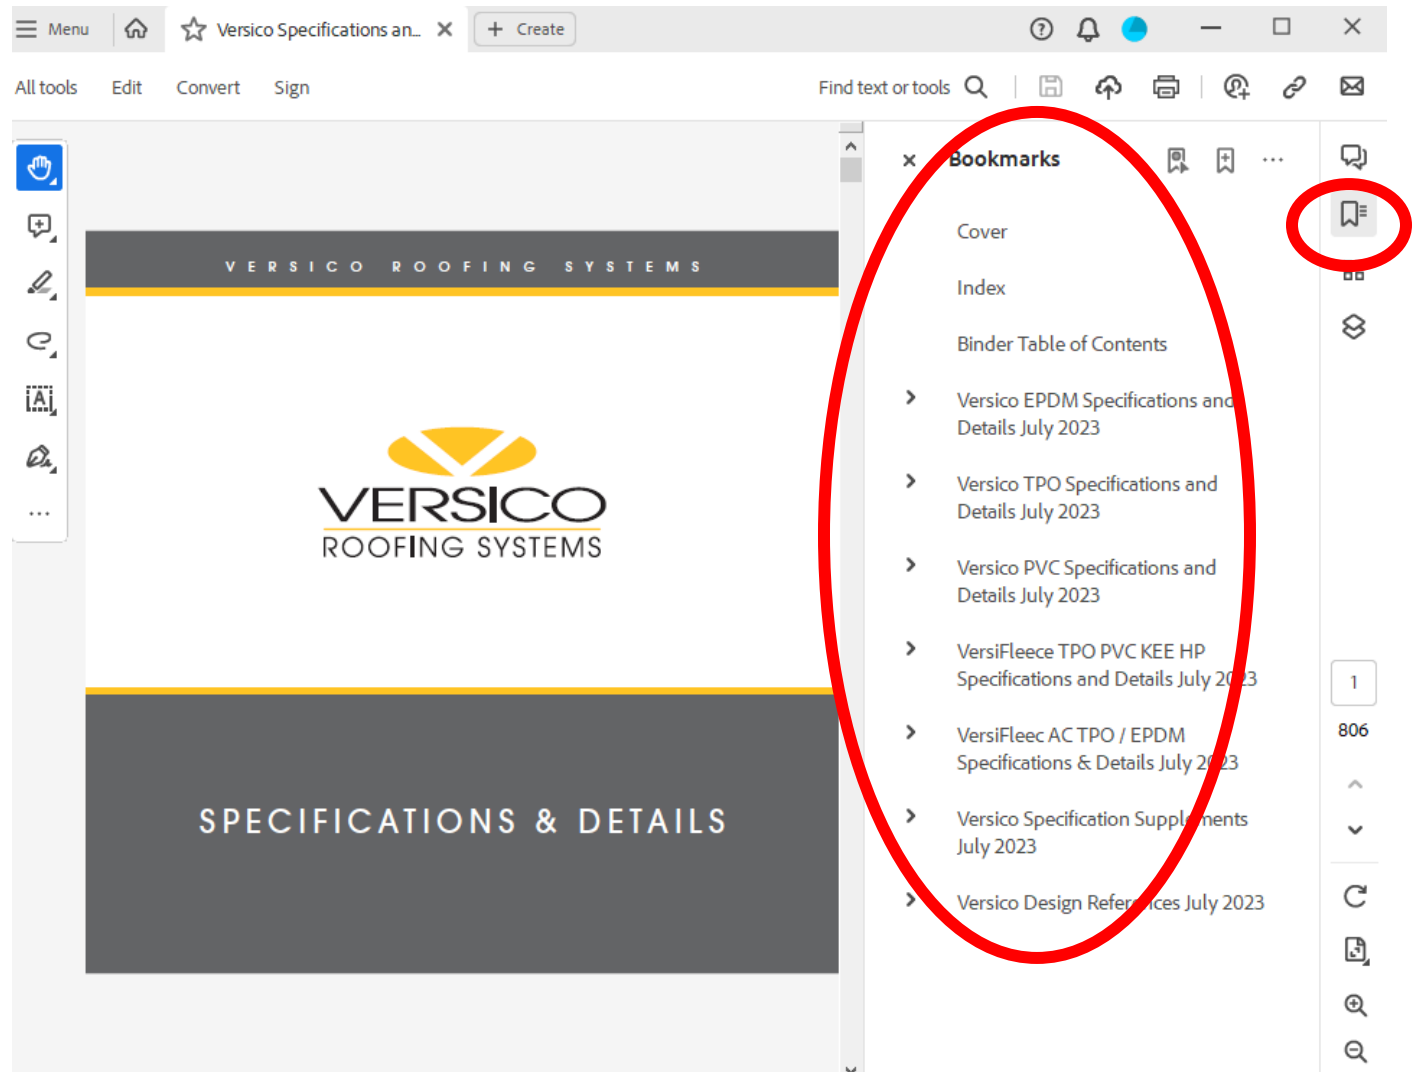 Menu
Versico Specifications an...
+ Create
All tools Edit Convert Sign
Find text or tools
VERSICO ROOFING SYSTEMS
VERSICO
ROOFING SYSTEMS
SPECIFICATIONS & DETAILS
Bookmarks
Cover
Index
Binder Table of Contents
Versico EPDM Specifications and
Details July 2023
Versico TPO Specifications and
Details July 2023
Versico PVC Specifications and
Details July 2023
VersiFleece TPO PVC KEE HP
Specifications and Details July 2023
VersiFleec AC TPO / EPDM
Specifications & Details July 2023
Versico Specification Supplements
July 2023
Versico Design References July 2023
1
806